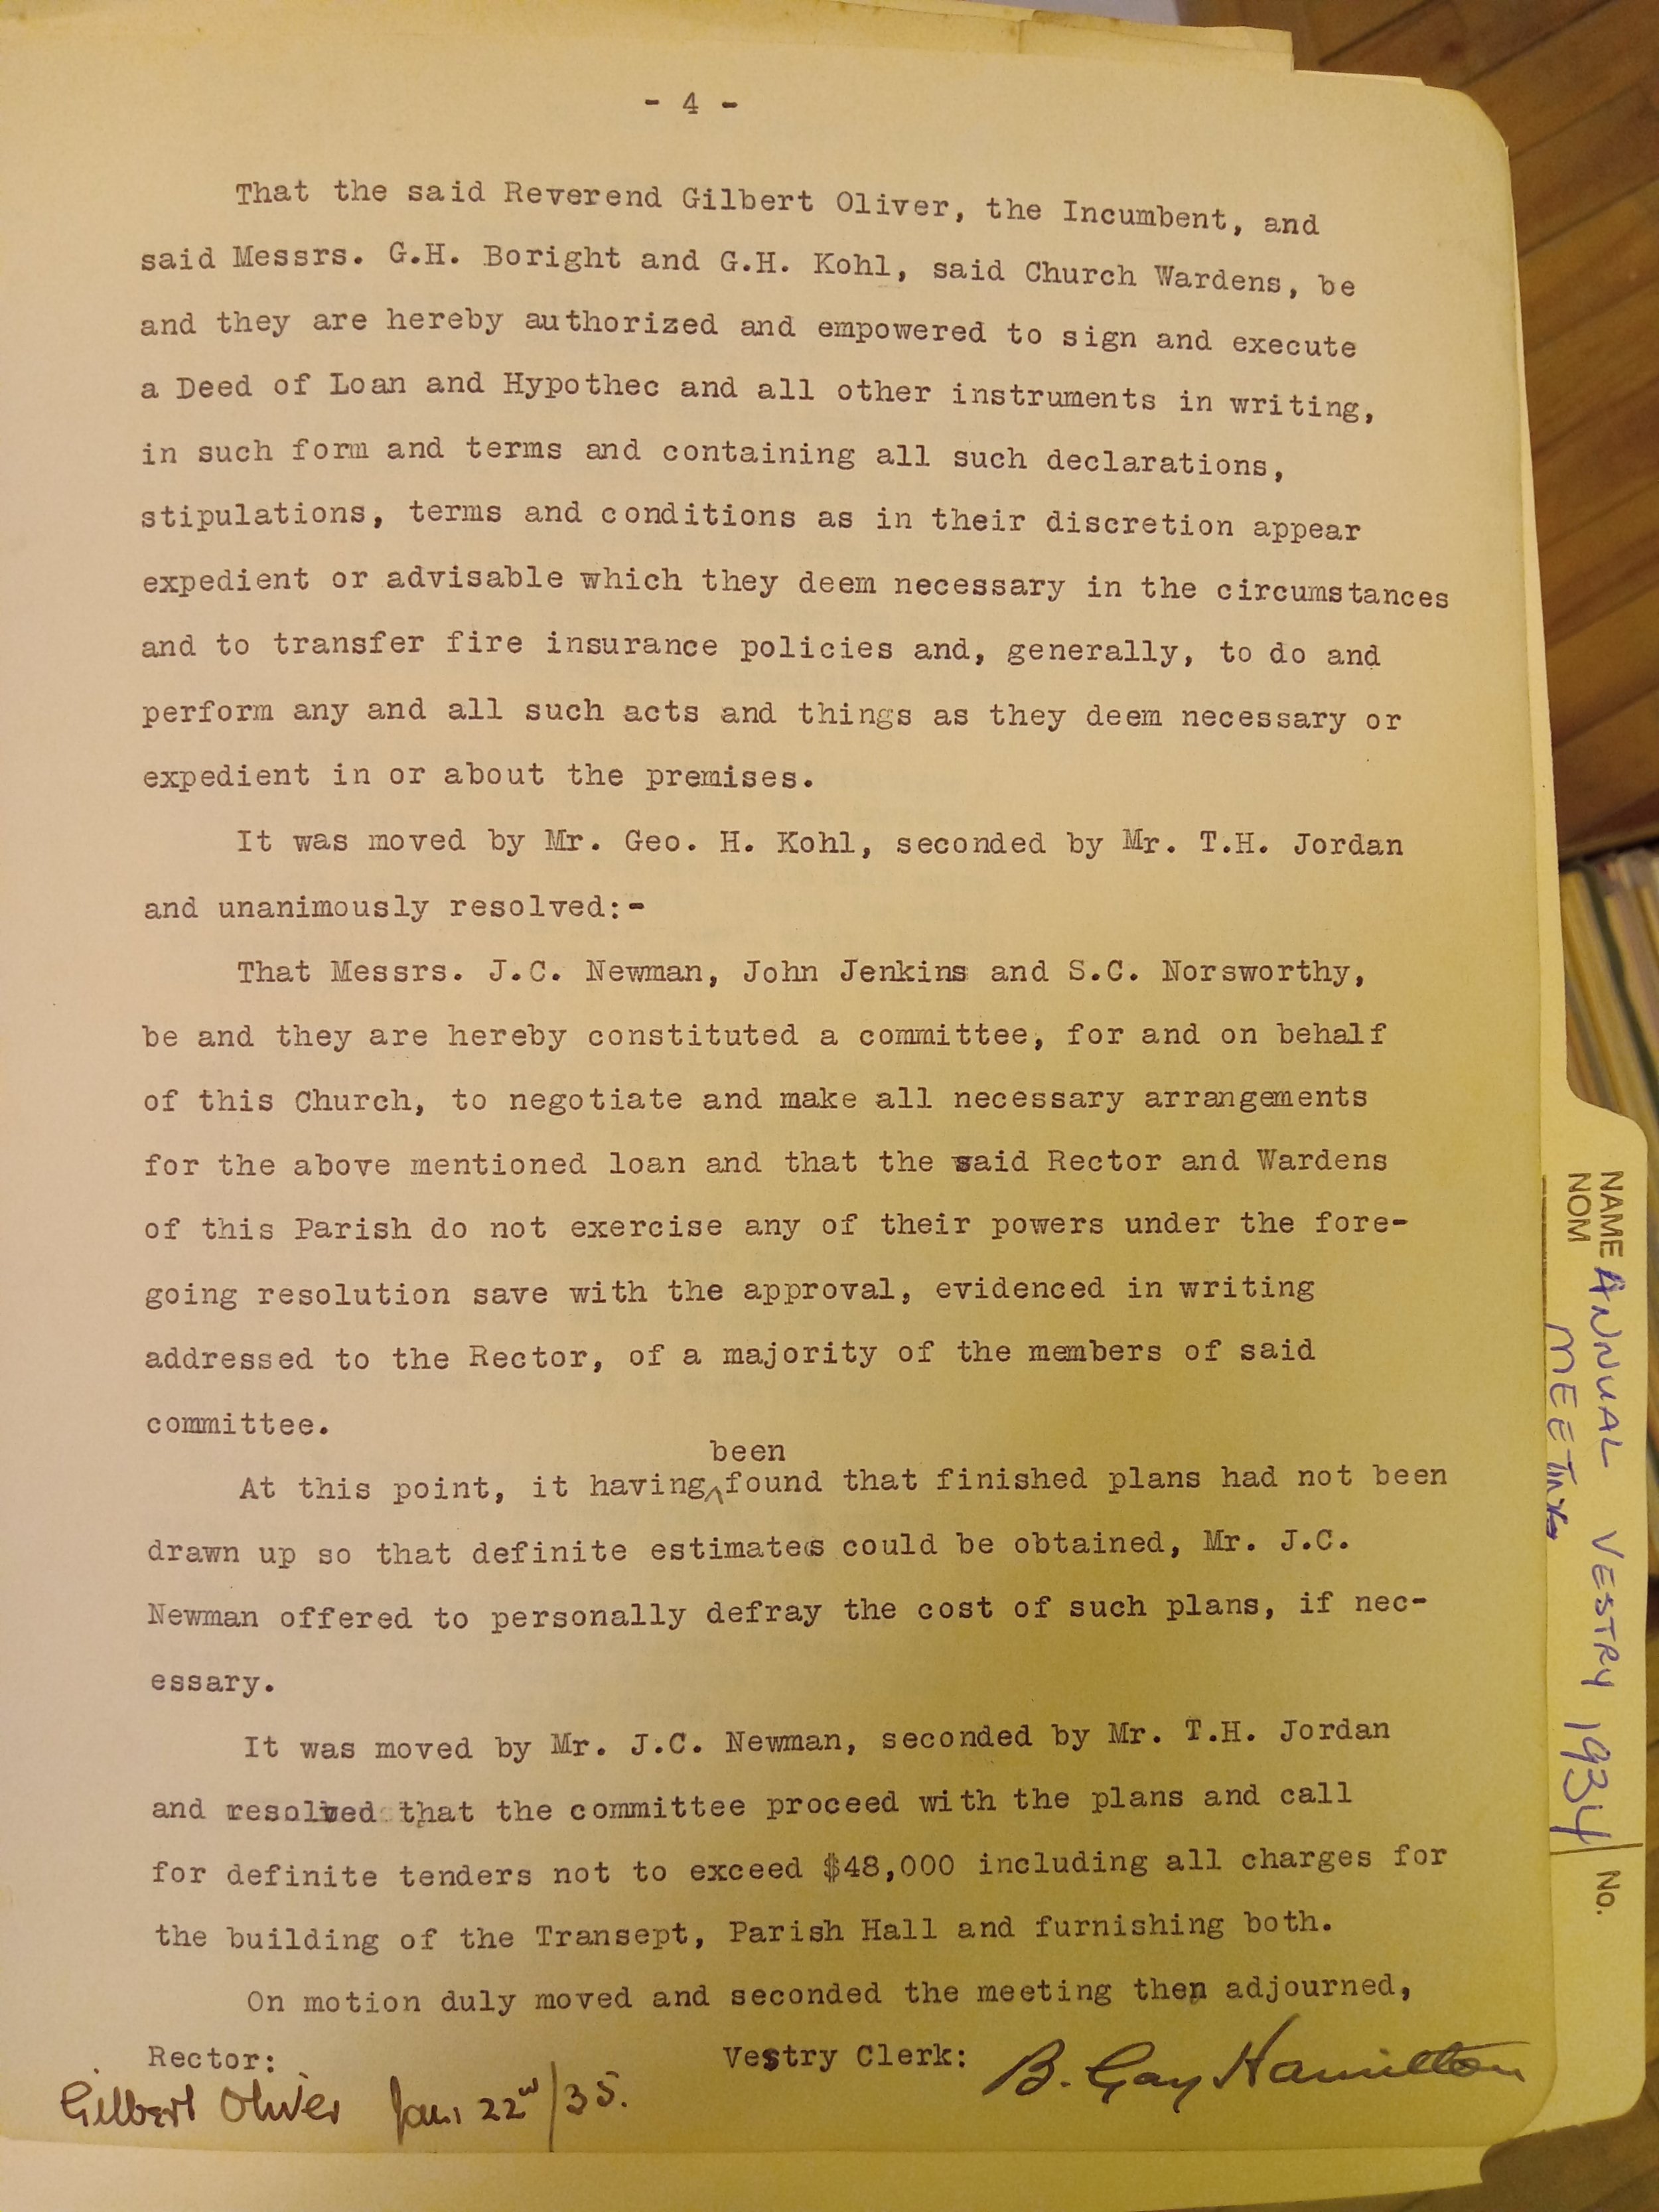 - 4 -
That the said Reverend Gilbert Oliver, the Incumbent, and
said Messrs. G.H. Boright and G.H. Kohl, said Church Wardens, be
and they are hereby authorized and empowered to sign and execute
a Deed of Loan and Hypothec and all other instruments in writing,
in such form and terms and containing all such declarations,
stipulations, terms and conditions as in their discretion appear
expedient or advisable which they deem necessary in the circumstances
and to transfer fire insurance policies and, generally, to do and
perform any and all such acts and things as they deem necessary or
expedient in or about the premises.
It was moved by Mr. Geo. H. Kohl, seconded by Mr. T.H. Jordan
and unanimously resolved:-
That Messrs. J.C. Newman, John Jenkins and S.C. Norsworthy,
be and they are hereby constituted a committee, for and on behalf
of this Church, to negotiate and make all necessary arrangements
for the above mentioned loan and that the said Rector and Wardens
of this Parish do not exercise any of their powers under the fore-
going resolution save with the approval, evidenced in writing
addressed to the Rector, of a majority of the members of said
committee.
been
At this point, it having^found that finished plans had not been
drawn up so that definite estimates could be obtained, Mr. J.C.
Newman offered to personally defray the cost of such plans, if nec-
essary.
It was moved by Mr. J.C. Newman, seconded by Mr. T.H. Jordan
and resolved that the committee proceed with the plans and call
for definite tenders not to exceed $48,000 including all charges for
the building of the Transept, Parish Hall and furnishing both.
On motion duly moved and seconded the meeting then adjourned,
Rector: Vestry Clerk: B. Gay Hamilton
Gilbert Oliver Jan. 22nd/35.
NAME ANNUAL VESTRY 1934 No.
NOM MEETING